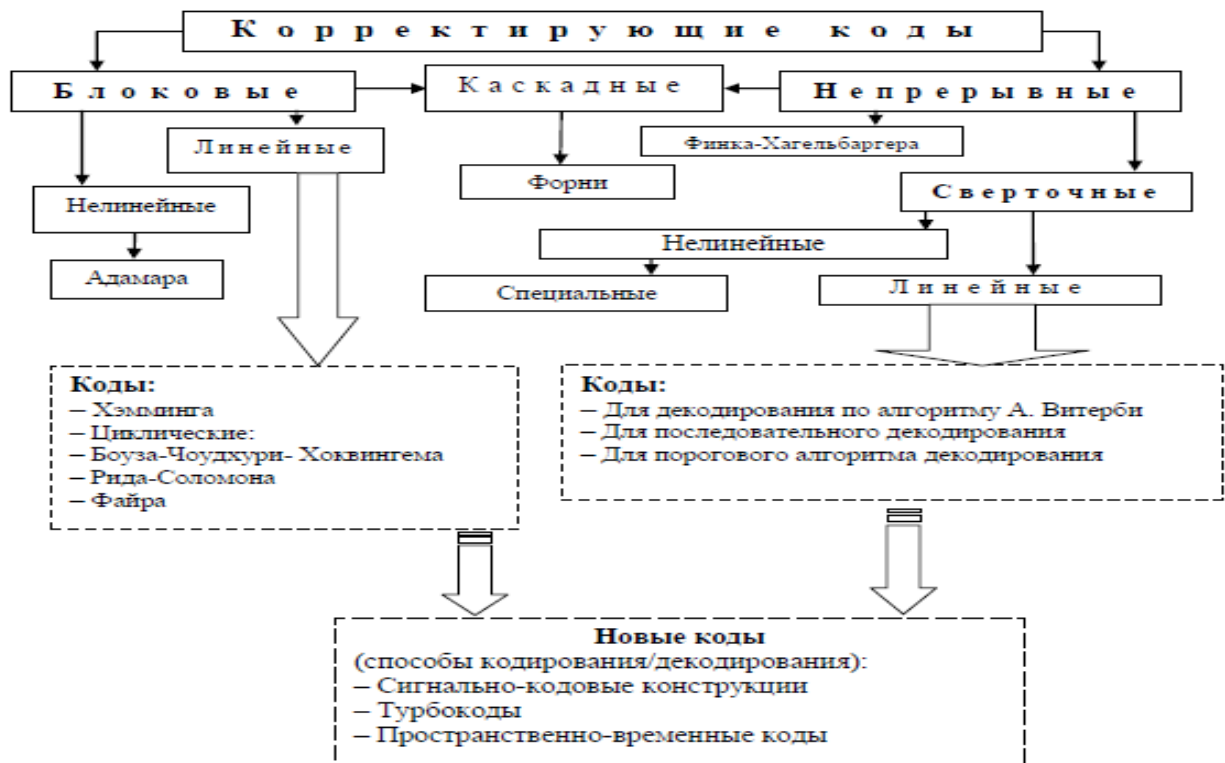 Корректирующие коды
Блоковые
Каскадные
Непрерывные
Линейные
Финка-Хагельбаргера
Форни
Сверточные
Нелинейные
Нелинейные
Адамара
Специальные
Линейные
Коды:
– Хэмминга
– Циклические:
– Боуза-Чоудхури- Хоквингема
– Рида-Соломона
– Файра
Коды:
– Для декодирования по алгоритму А. Витерби
– Для последовательного декодирования
– Для порогового алгоритма декодирования
Новые коды
(способы кодирования/декодирования):
– Сигнально-кодовые конструкции
– Турбокоды
– Пространственно-временные коды